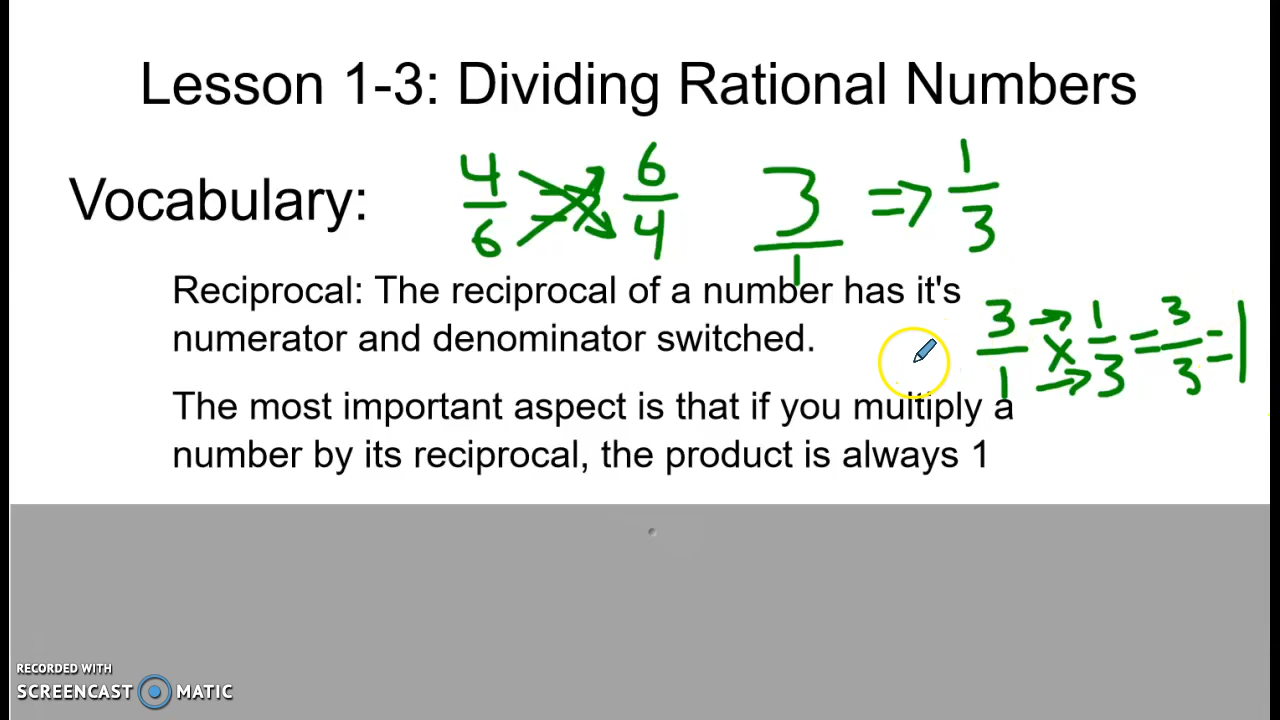 Lesson 1-3: Dividing Rational Numbers
Vocabulary:
4/6 => 6/4
3/1 => 1/3
Reciprocal: The reciprocal of a number has it's
numerator and denominator switched.
3/1 x 1/3 = 3/3 = 1
The most important aspect is that if you multiply a
number by its reciprocal, the product is always 1
RECORDED WITH
SCREENCAST MATIC